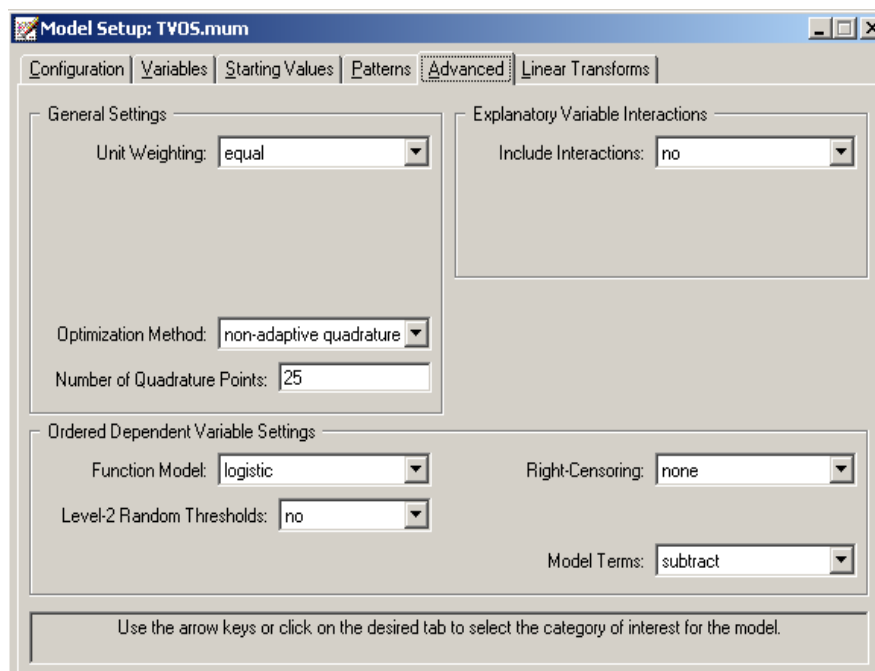 Model Setup: TVOS.mum
Configuration Variables Starting Values Patterns Advanced Linear Transforms
General Settings
Unit Weighting: equal
Optimization Method: non-adaptive quadrature
Number of Quadrature Points: 25
Explanatory Variable Interactions
Include Interactions: no
Ordered Dependent Variable Settings
Function Model: logistic
Right-Censoring: none
Level-2 Random Thresholds: no
Model Terms: subtract
Use the arrow keys or click on the desired tab to select the category of interest for the model.